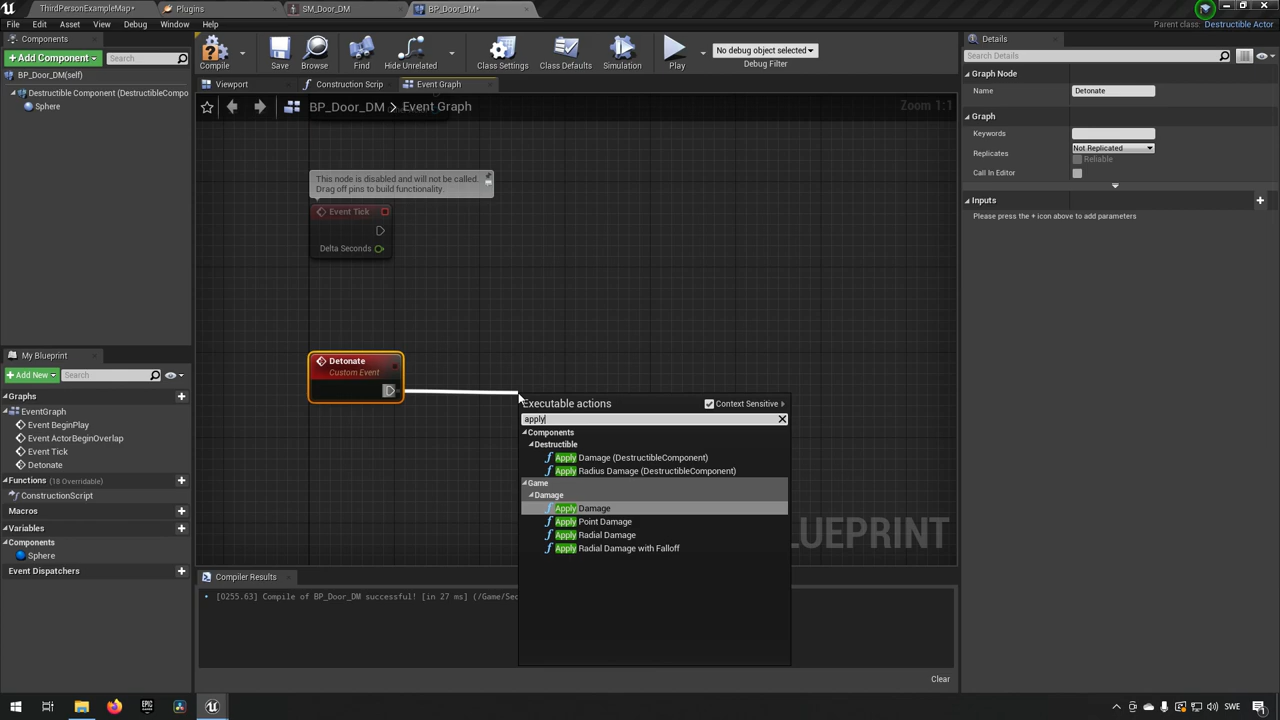 ThirdPersonExampleMap*
Plugins
SM_Door_DM
BP_Door_DM*
File Edit Asset View Debug Window Help
Parent class: Destructible Actor
Components
Details
Add Component
Search
Compile
Save
Browse
Find
Hide Unrelated
Class Settings
Class Defaults
Simulation
Play
No debug object selected
Debug Filter
Search Details
BP_Door_DM(self)
Destructible Component (DestructibleCompo
Sphere
Viewport
Construction Scrip
Event Graph
BP_Door_DM > Event Graph
Zoom 1:1
Graph Node
Name
Detonate
Graph
Keywords
Replicates
Not Replicated
Reliable
Call In Editor
Inputs
Please press the + icon above to add parameters
This node is disabled and will not be called.
Drag off pins to build functionality.
Event Tick
Delta Seconds
Detonate
Custom Event
Executable actions
Context Sensitive
apply
Components
Destructible
Apply Damage (DestructibleComponent)
Apply Radius Damage (DestructibleComponent)
Game
Damage
Apply Damage
Apply Point Damage
Apply Radial Damage
Apply Radial Damage with Falloff
LUEPRINT
My Blueprint
Add New
Search
Graphs
EventGraph
Event BeginPlay
Event ActorBeginOverlap
Event Tick
Detonate
Functions (18 Overridable)
ConstructionScript
Macros
Variables
Components
Sphere
Event Dispatchers
Compiler Results
[0255.63] Compile of BP_Door_DM successful! [in 27 ms] (/Game/Sec
Clear
EPIC
SWE